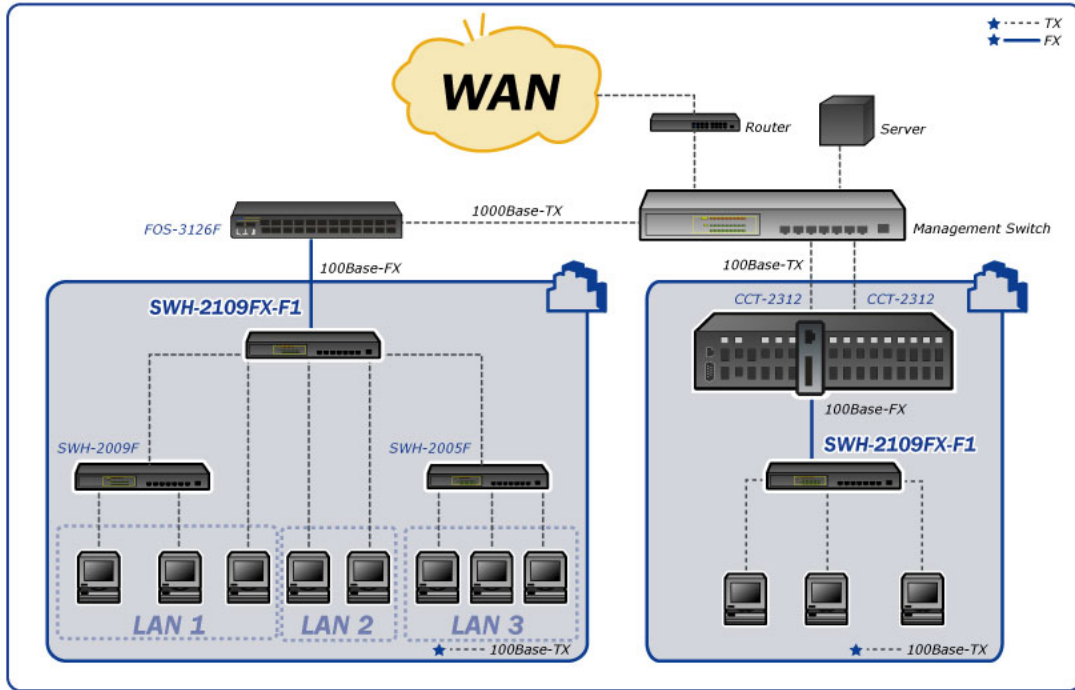 TX
FX
WAN
Router
Server
1000Base-TX
FOS-3126F
Management Switch
100Base-FX
100Base-TX
SWH-2109FX-F1
CCT-2312
CCT-2312
100Base-FX
SWH-2109FX-F1
SWH-2009F
SWH-2005F
LAN 1
LAN 2
LAN 3
100Base-TX
100Base-TX